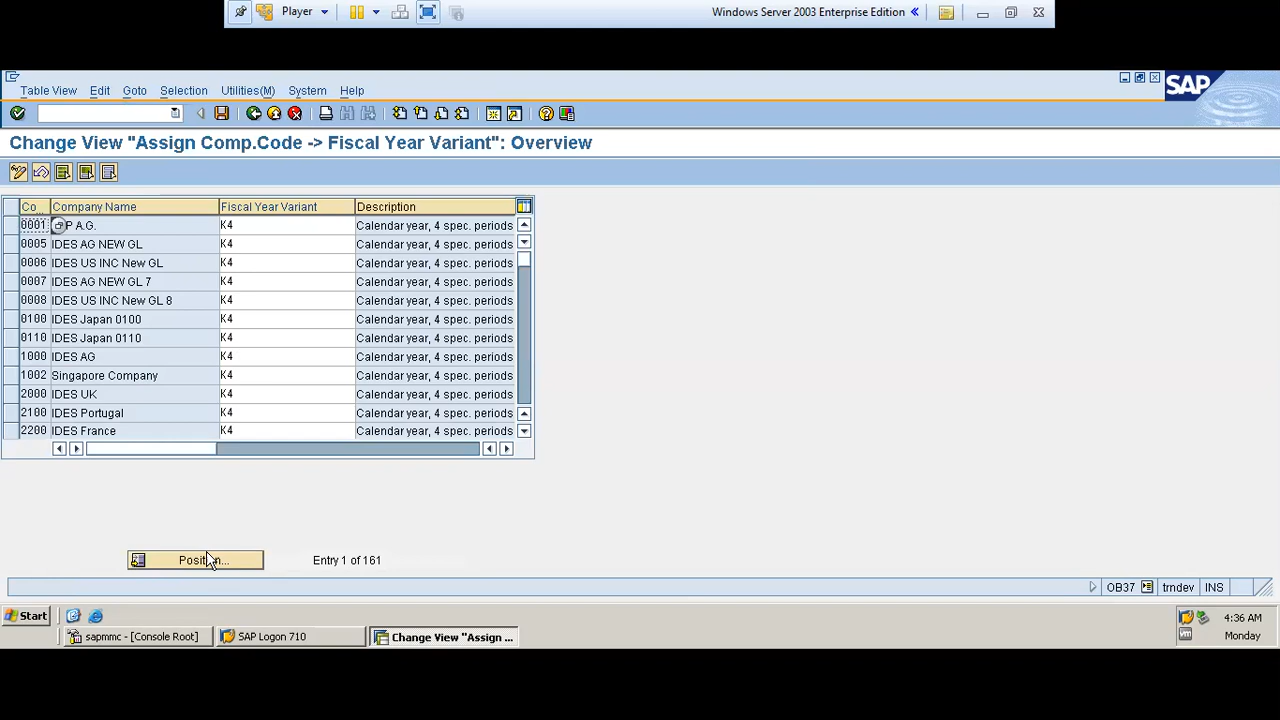 Player
Windows Server 2003 Enterprise Edition
Table View Edit Goto Selection Utilities(M) System Help
SAP
Change View "Assign Comp.Code -> Fiscal Year Variant": Overview
Co... Company Name Fiscal Year Variant Description
0001 P A.G. K4 Calendar year, 4 spec. periods
0005 IDES AG NEW GL K4 Calendar year, 4 spec. periods
0006 IDES US INC New GL K4 Calendar year, 4 spec. periods
0007 IDES AG NEW GL 7 K4 Calendar year, 4 spec. periods
0008 IDES US INC New GL 8 K4 Calendar year, 4 spec. periods
0100 IDES Japan 0100 K4 Calendar year, 4 spec. periods
0110 IDES Japan 0110 K4 Calendar year, 4 spec. periods
1000 IDES AG K4 Calendar year, 4 spec. periods
1002 Singapore Company K4 Calendar year, 4 spec. periods
2000 IDES UK K4 Calendar year, 4 spec. periods
2100 IDES Portugal K4 Calendar year, 4 spec. periods
2200 IDES France K4 Calendar year, 4 spec. periods
Position... Entry 1 of 161
OB37 trndev INS
Start 4:36 AM
sapmmc - [Console Root] SAP Logon 710 Change View "Assign ... Monday